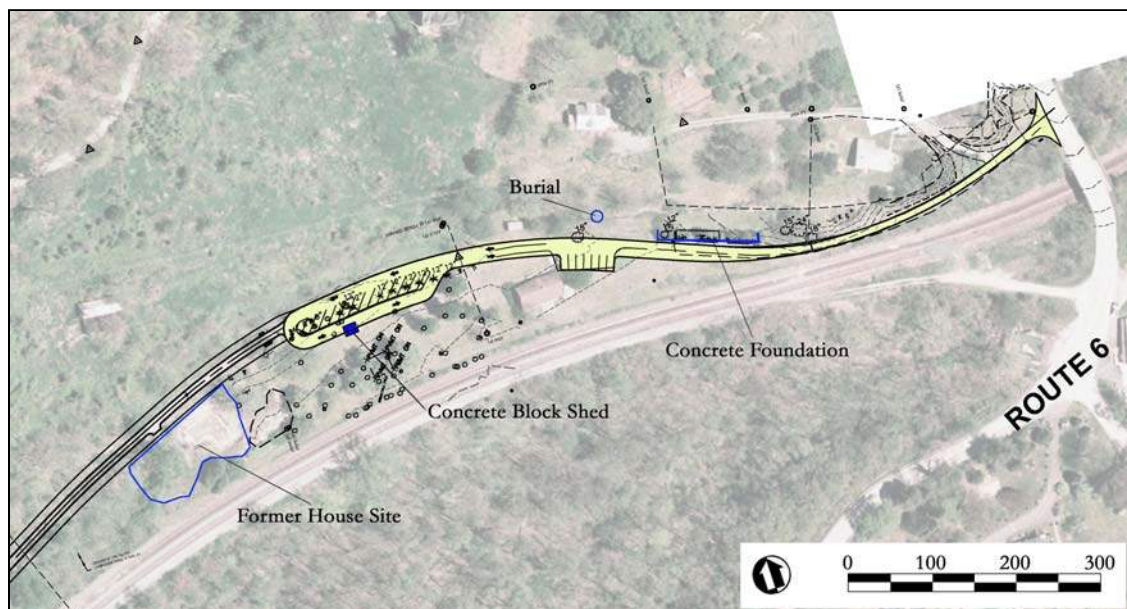 Burial
Concrete Foundation
ROUTE 6
Concrete Block Shed
Former House Site
0 100 200 300